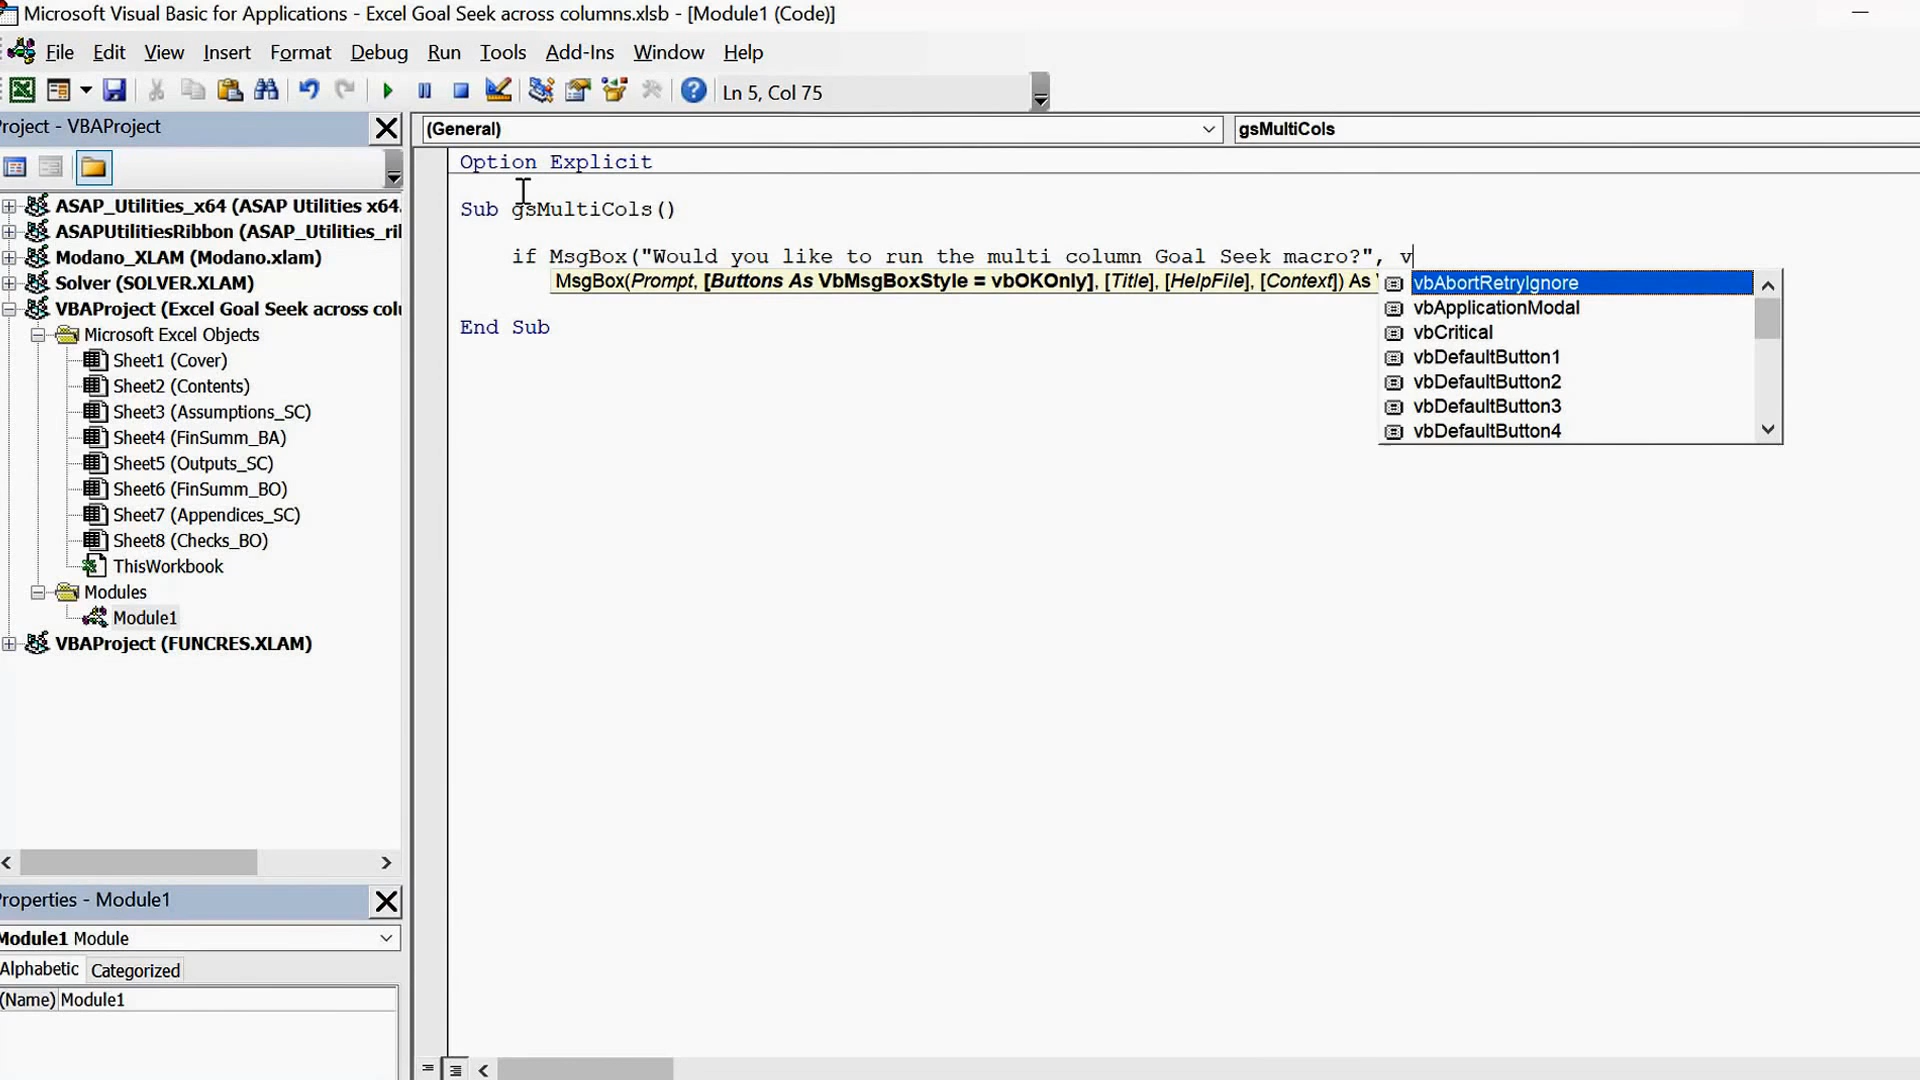 Microsoft Visual Basic for Applications - Excel Goal Seek across columns.xlsb - [Module1 (Code)]
File Edit View Insert Format Debug Run Tools Add-Ins Window Help
Ln 5, Col 75
Project - VBAProject
ASAP_Utilities_x64 (ASAP Utilities x64.
ASAPUtilitiesRibbon (ASAP_Utilities_ri
Modano_XLAM (Modano.xlam)
Solver (SOLVER.XLAM)
VBAProject (Excel Goal Seek across colu
Microsoft Excel Objects
Sheet1 (Cover)
Sheet2 (Contents)
Sheet3 (Assumptions_SC)
Sheet4 (FinSumm_BA)
Sheet5 (Outputs_SC)
Sheet6 (FinSumm_BO)
Sheet7 (Appendices_SC)
Sheet8 (Checks_BO)
ThisWorkbook
Modules
Module1
VBAProject (FUNCRES.XLAM)
Properties - Module1
Module1 Module
Alphabetic Categorized
(Name) Module1
(General) gsMultiCols
Option Explicit
Sub gsMultiCols()
if MsgBox("Would you like to run the multi column Goal Seek macro?", v
MsgBox(Prompt, [Buttons As VbMsgBoxStyle = vbOKOnly], [Title], [HelpFile], [Context]) As
vbAbortRetryIgnore
vbApplicationModal
vbCritical
vbDefaultButton1
vbDefaultButton2
vbDefaultButton3
vbDefaultButton4
End Sub